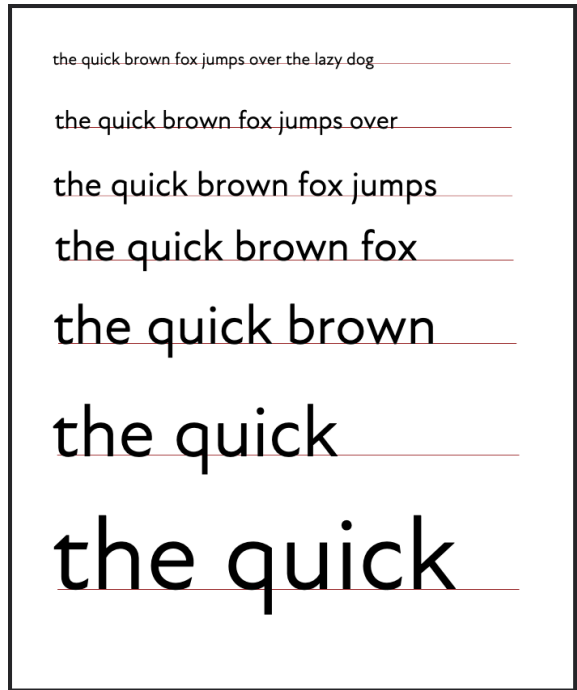 the quick brown fox jumps over the lazy dog
the quick brown fox jumps over
the quick brown fox jumps
the quick brown fox
the quick brown
the quick
the quick